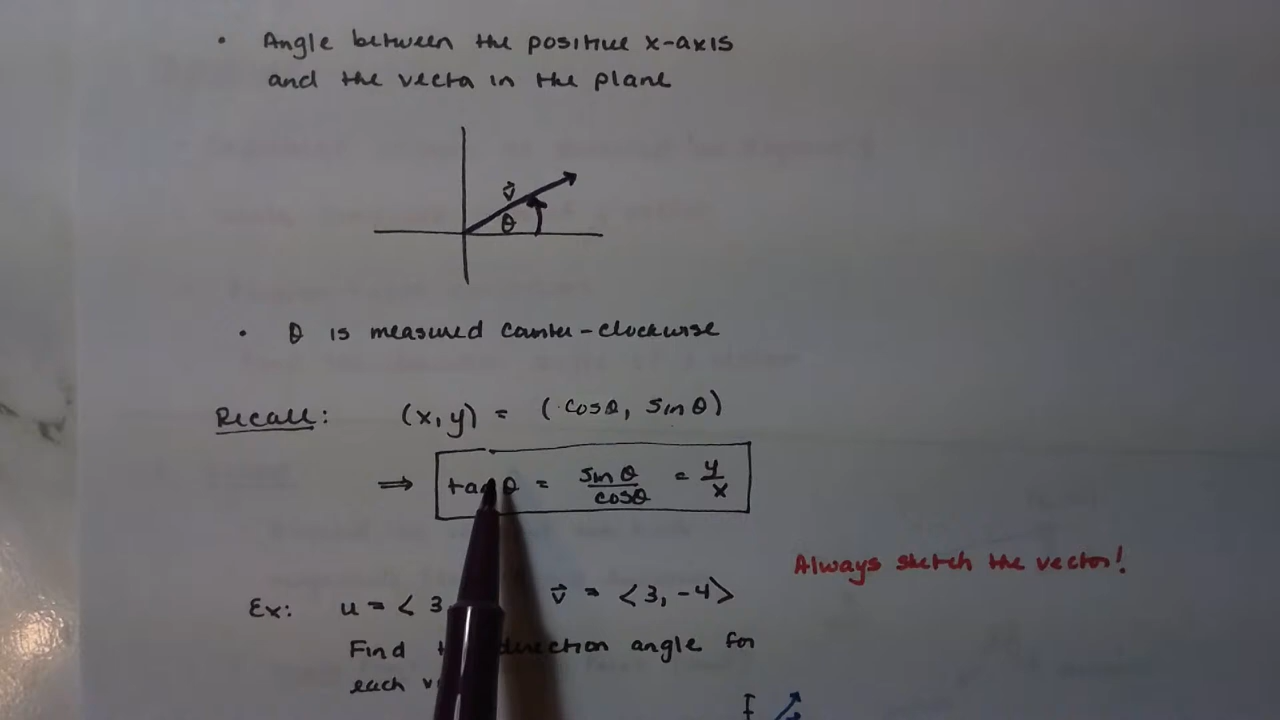 • Angle between the positive x-axis
and the vecta in the plane
v⃗
θ
• θ is measured counter-clockwise
Recall: (x, y) = (cosθ, sinθ)
⟹ tan θ = sin θ / cosθ = y / x
Always sketch the vector!
Ex: u = < 3 v⃗ = < 3, -4 >
Find direction angle for
each